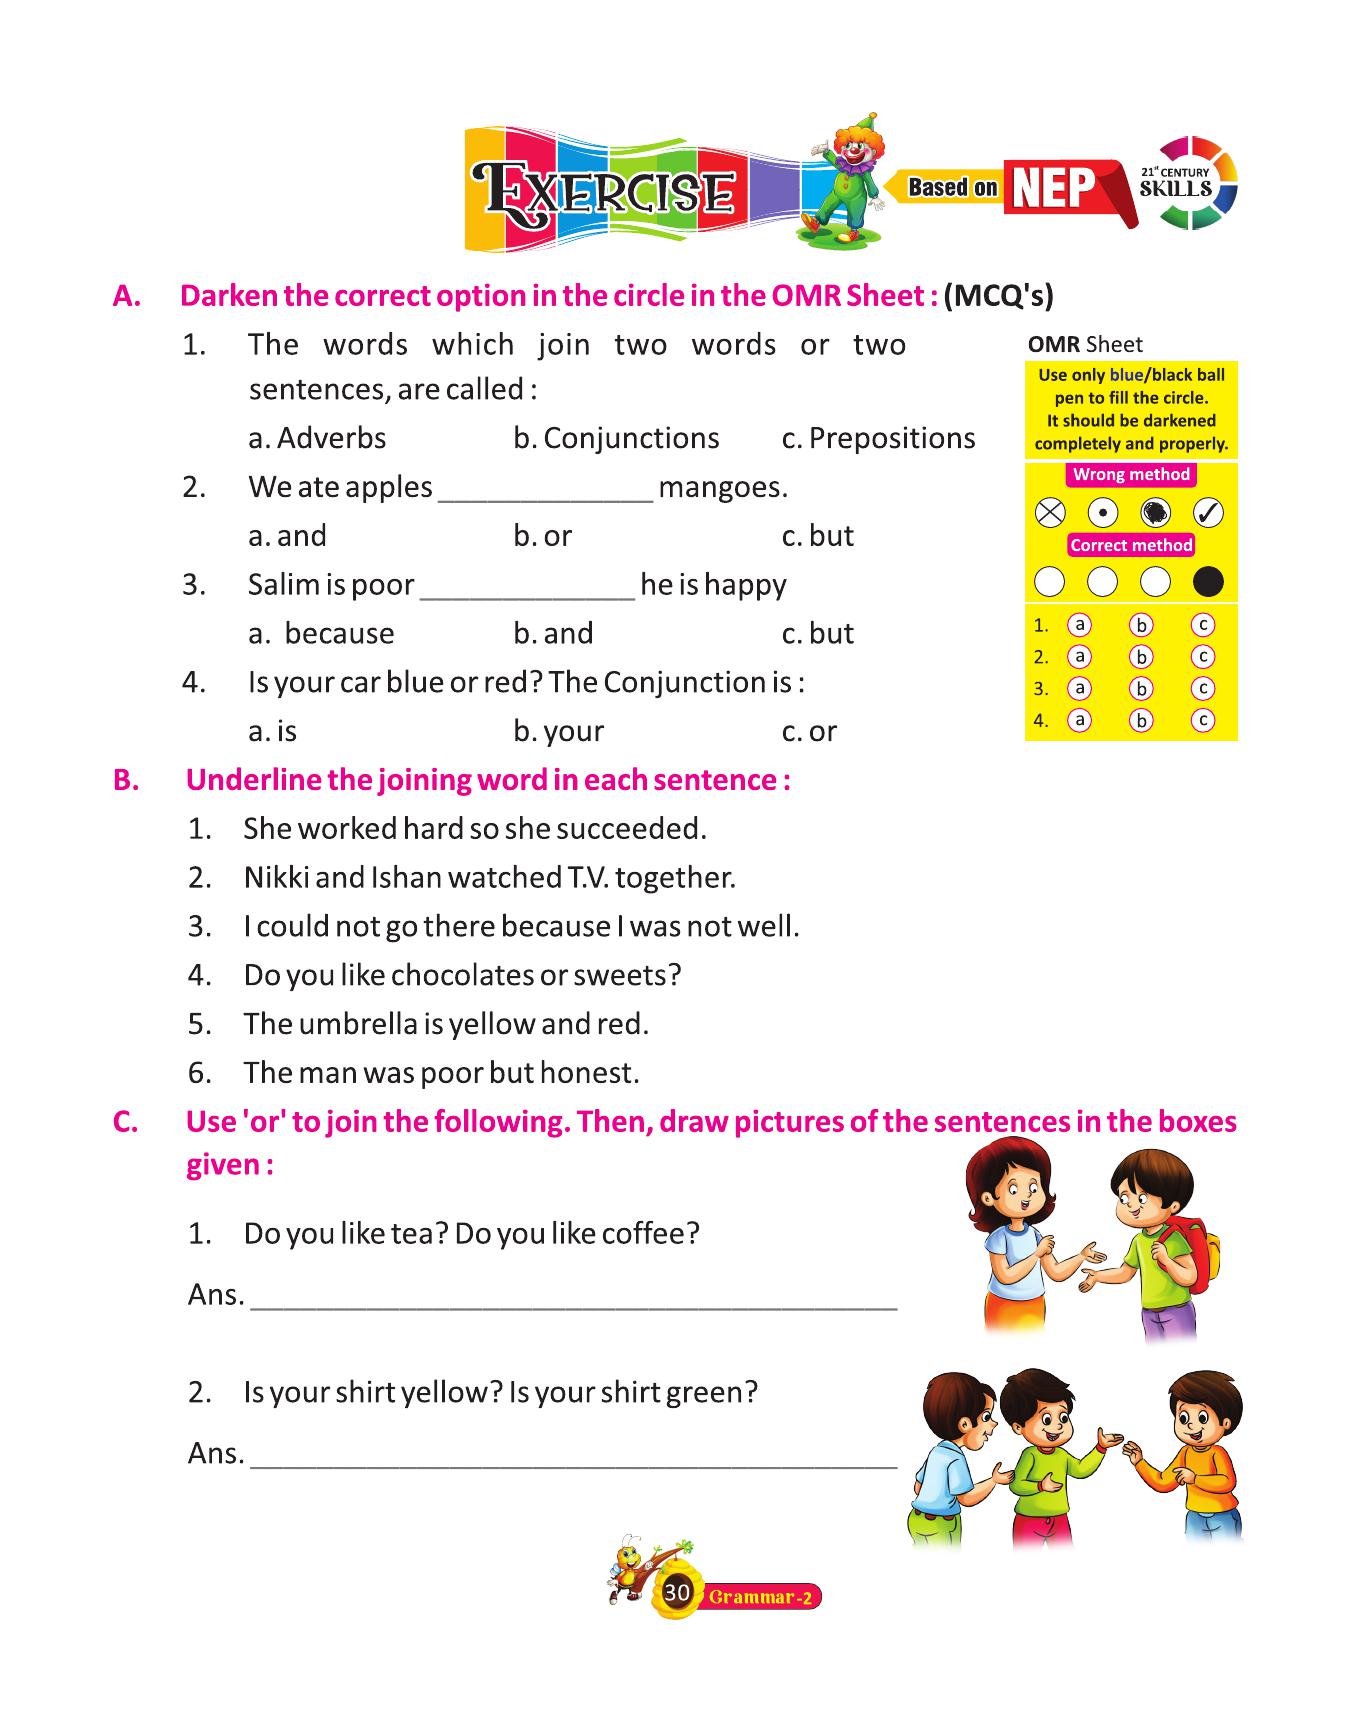 EXERCISE
Based on NEP
21st CENTURY
SKILLS
A. Darken the correct option in the circle in the OMR Sheet : (MCQ's)
1. The words which join two words or two
sentences, are called :
a. Adverbs b. Conjunctions c. Prepositions
2. We ate apples _____________ mangoes.
a. and b. or c. but
3. Salim is poor _____________ he is happy
a. because b. and c. but
4. Is your car blue or red? The Conjunction is :
a. is b. your c. or
OMR Sheet
Use only blue/black ball
pen to fill the circle.
It should be darkened
completely and properly.
Wrong method
Correct method
1. a b c
2. a b c
3. a b c
4. a b c
B. Underline the joining word in each sentence :
1. She worked hard so she succeeded.
2. Nikki and Ishan watched T.V. together.
3. I could not go there because I was not well.
4. Do you like chocolates or sweets?
5. The umbrella is yellow and red.
6. The man was poor but honest.
C. Use 'or' to join the following. Then, draw pictures of the sentences in the boxes
given :
1. Do you like tea? Do you like coffee?
Ans. _______________________________________
2. Is your shirt yellow? Is your shirt green?
Ans. _______________________________________
30 Grammar-2